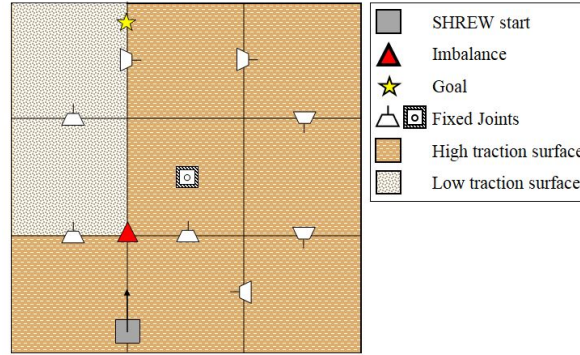 SHREW start
Imbalance
Goal
Fixed Joints
High traction surface
Low traction surface